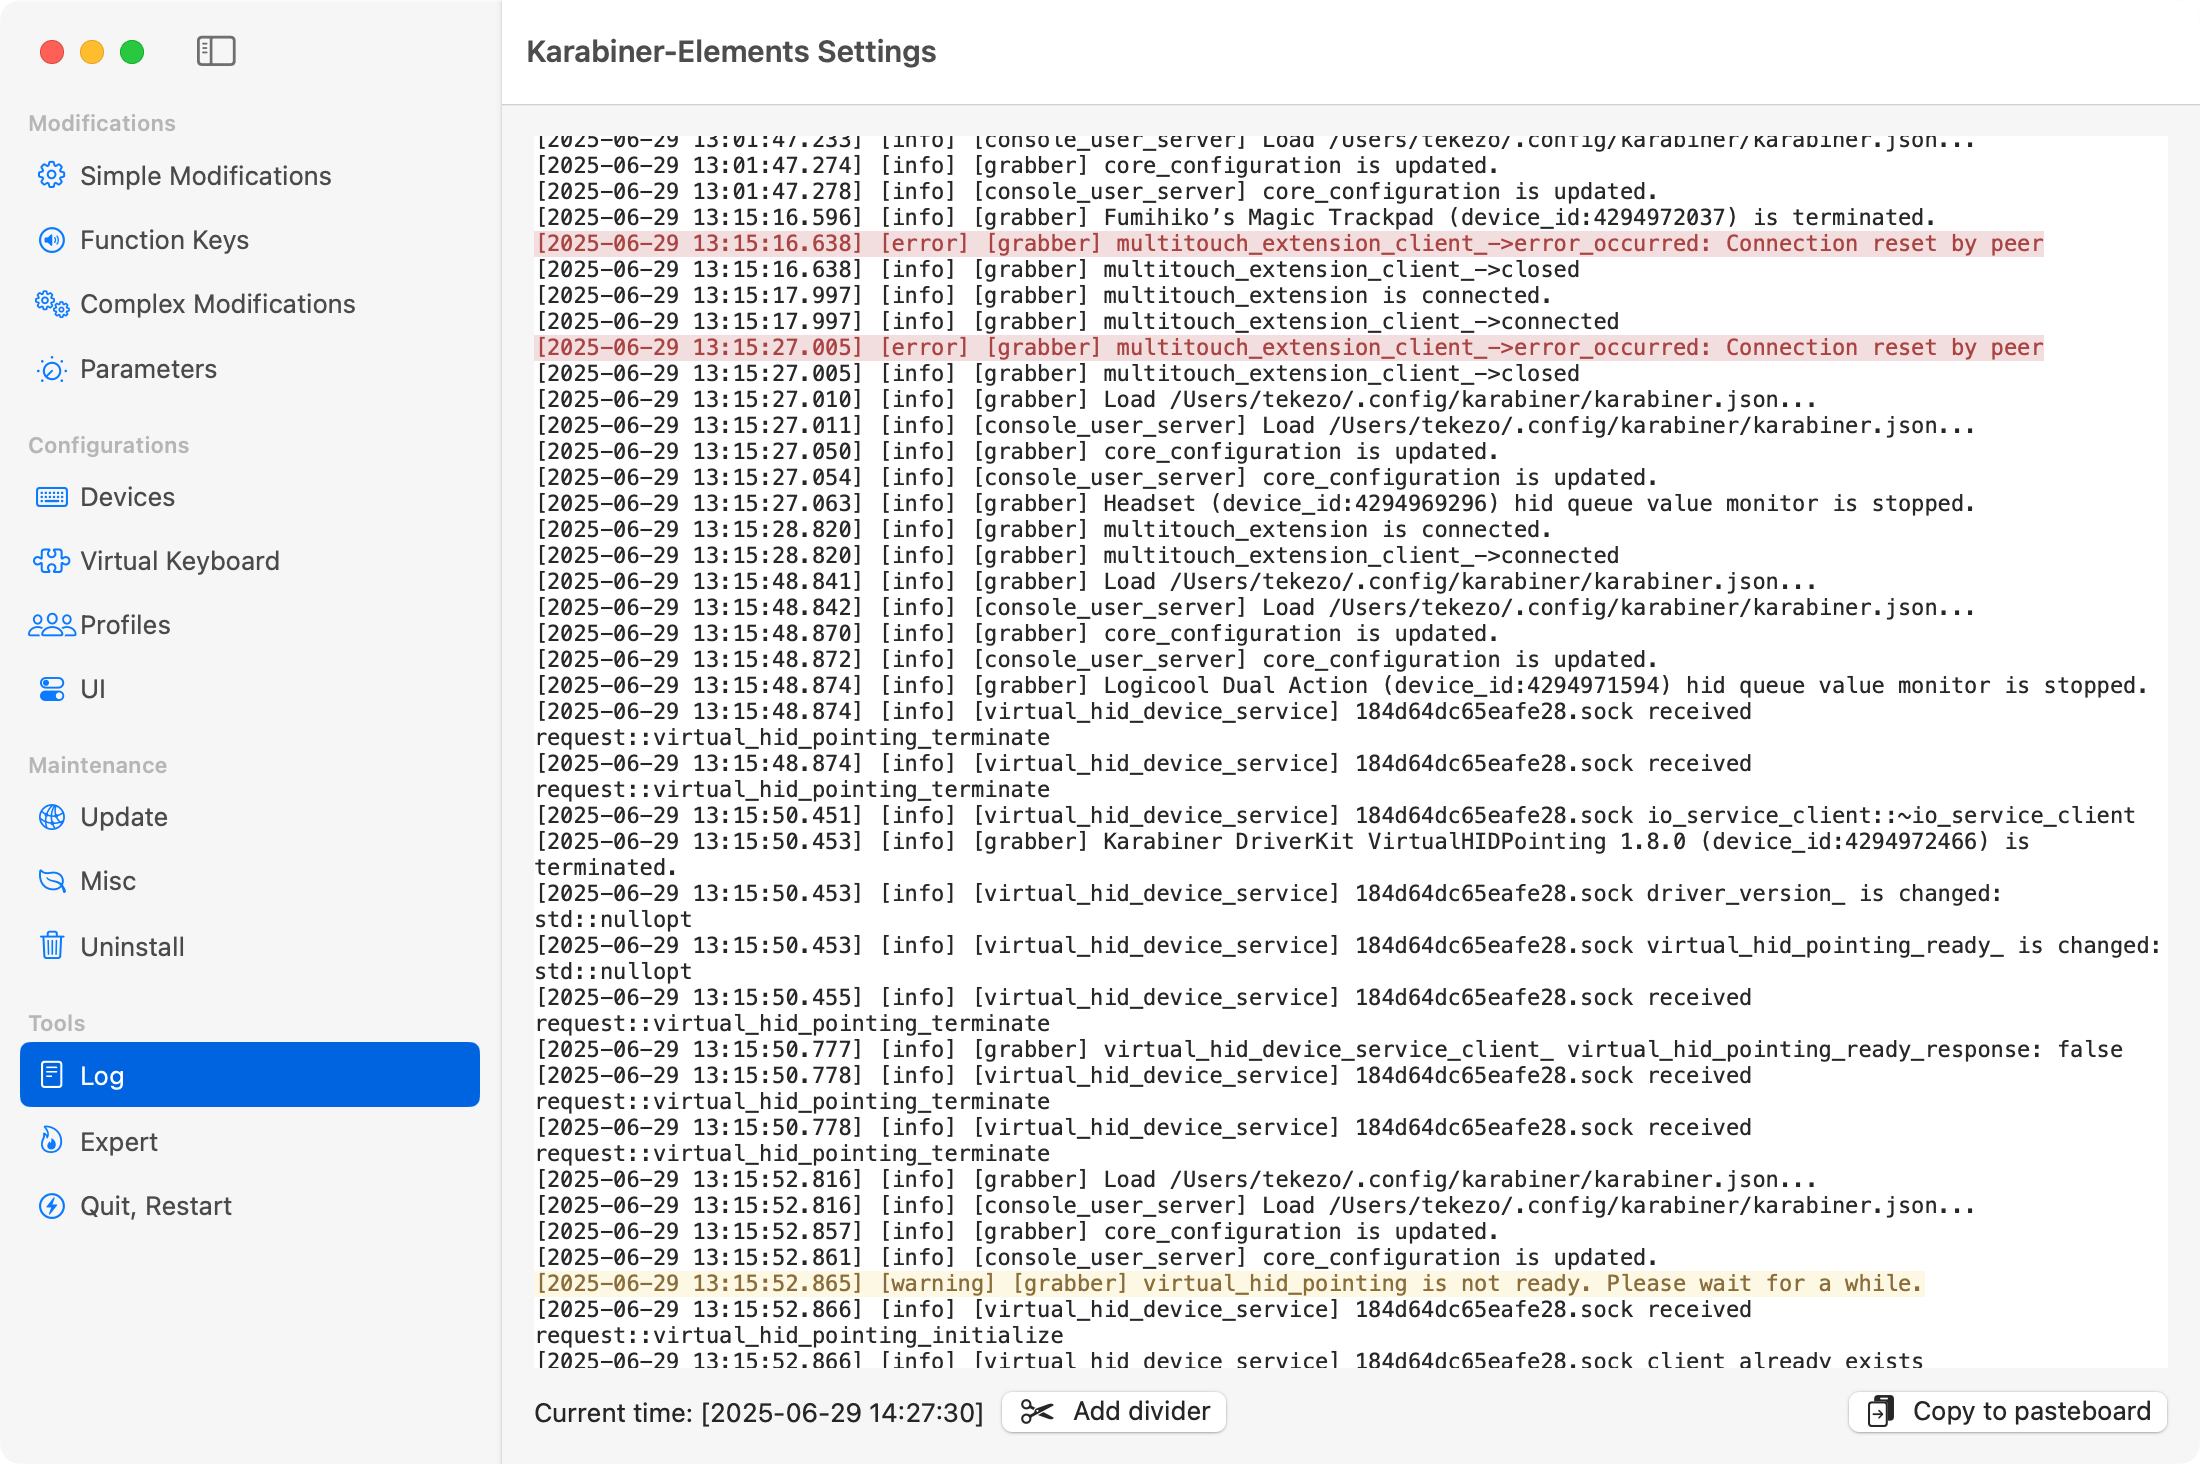 Karabiner-Elements Settings
Modifications
Simple Modifications
Function Keys
Complex Modifications
Parameters
Configurations
Devices
Virtual Keyboard
Profiles
UI
Maintenance
Update
Misc
Uninstall
Tools
Log
Expert
Quit, Restart
[2025-06-29 13:01:47.233] [info] [console_user_server] Load /Users/tekezo/.config/karabiner/karabiner.json...
[2025-06-29 13:01:47.274] [info] [grabber] core_configuration is updated.
[2025-06-29 13:01:47.278] [info] [console_user_server] core_configuration is updated.
[2025-06-29 13:15:16.596] [info] [grabber] Fumihiko’s Magic Trackpad (device_id:4294972037) is terminated.
[2025-06-29 13:15:16.638] [error] [grabber] multitouch_extension_client_->error_occurred: Connection reset by peer
[2025-06-29 13:15:16.638] [info] [grabber] multitouch_extension_client_->closed
[2025-06-29 13:15:17.997] [info] [grabber] multitouch_extension is connected.
[2025-06-29 13:15:17.997] [info] [grabber] multitouch_extension_client_->connected
[2025-06-29 13:15:27.005] [error] [grabber] multitouch_extension_client_->error_occurred: Connection reset by peer
[2025-06-29 13:15:27.005] [info] [grabber] multitouch_extension_client_->closed
[2025-06-29 13:15:27.010] [info] [grabber] Load /Users/tekezo/.config/karabiner/karabiner.json...
[2025-06-29 13:15:27.011] [info] [console_user_server] Load /Users/tekezo/.config/karabiner/karabiner.json...
[2025-06-29 13:15:27.050] [info] [grabber] core_configuration is updated.
[2025-06-29 13:15:27.054] [info] [console_user_server] core_configuration is updated.
[2025-06-29 13:15:27.063] [info] [grabber] Headset (device_id:4294969296) hid queue value monitor is stopped.
[2025-06-29 13:15:28.820] [info] [grabber] multitouch_extension is connected.
[2025-06-29 13:15:28.820] [info] [grabber] multitouch_extension_client_->connected
[2025-06-29 13:15:48.841] [info] [grabber] Load /Users/tekezo/.config/karabiner/karabiner.json...
[2025-06-29 13:15:48.842] [info] [console_user_server] Load /Users/tekezo/.config/karabiner/karabiner.json...
[2025-06-29 13:15:48.870] [info] [grabber] core_configuration is updated.
[2025-06-29 13:15:48.872] [info] [console_user_server] core_configuration is updated.
[2025-06-29 13:15:48.874] [info] [grabber] Logicool Dual Action (device_id:4294971594) hid queue value monitor is stopped.
[2025-06-29 13:15:48.874] [info] [virtual_hid_device_service] 184d64dc65eafe28.sock received
request::virtual_hid_pointing_terminate
[2025-06-29 13:15:48.874] [info] [virtual_hid_device_service] 184d64dc65eafe28.sock received
request::virtual_hid_pointing_terminate
[2025-06-29 13:15:50.451] [info] [virtual_hid_device_service] 184d64dc65eafe28.sock io_service_client::~io_service_client
[2025-06-29 13:15:50.453] [info] [grabber] Karabiner DriverKit VirtualHIDPointing 1.8.0 (device_id:4294972466) is
terminated.
[2025-06-29 13:15:50.453] [info] [virtual_hid_device_service] 184d64dc65eafe28.sock driver_version_ is changed:
std::nullopt
[2025-06-29 13:15:50.453] [info] [virtual_hid_device_service] 184d64dc65eafe28.sock virtual_hid_pointing_ready_ is changed:
std::nullopt
[2025-06-29 13:15:50.455] [info] [virtual_hid_device_service] 184d64dc65eafe28.sock received
request::virtual_hid_pointing_terminate
[2025-06-29 13:15:50.777] [info] [grabber] virtual_hid_device_service_client_ virtual_hid_pointing_ready_response: false
[2025-06-29 13:15:50.778] [info] [virtual_hid_device_service] 184d64dc65eafe28.sock received
request::virtual_hid_pointing_terminate
[2025-06-29 13:15:50.778] [info] [virtual_hid_device_service] 184d64dc65eafe28.sock received
request::virtual_hid_pointing_terminate
[2025-06-29 13:15:52.816] [info] [grabber] Load /Users/tekezo/.config/karabiner/karabiner.json...
[2025-06-29 13:15:52.816] [info] [console_user_server] Load /Users/tekezo/.config/karabiner/karabiner.json...
[2025-06-29 13:15:52.857] [info] [grabber] core_configuration is updated.
[2025-06-29 13:15:52.861] [info] [console_user_server] core_configuration is updated.
[2025-06-29 13:15:52.865] [warning] [grabber] virtual_hid_pointing is not ready. Please wait for a while.
[2025-06-29 13:15:52.866] [info] [virtual_hid_device_service] 184d64dc65eafe28.sock received
request::virtual_hid_pointing_initialize
[2025-06-29 13:15:52.866] [info] [virtual_hid_device_service] 184d64dc65eafe28.sock client already exists
Current time: [2025-06-29 14:27:30]
Add divider
Copy to pasteboard